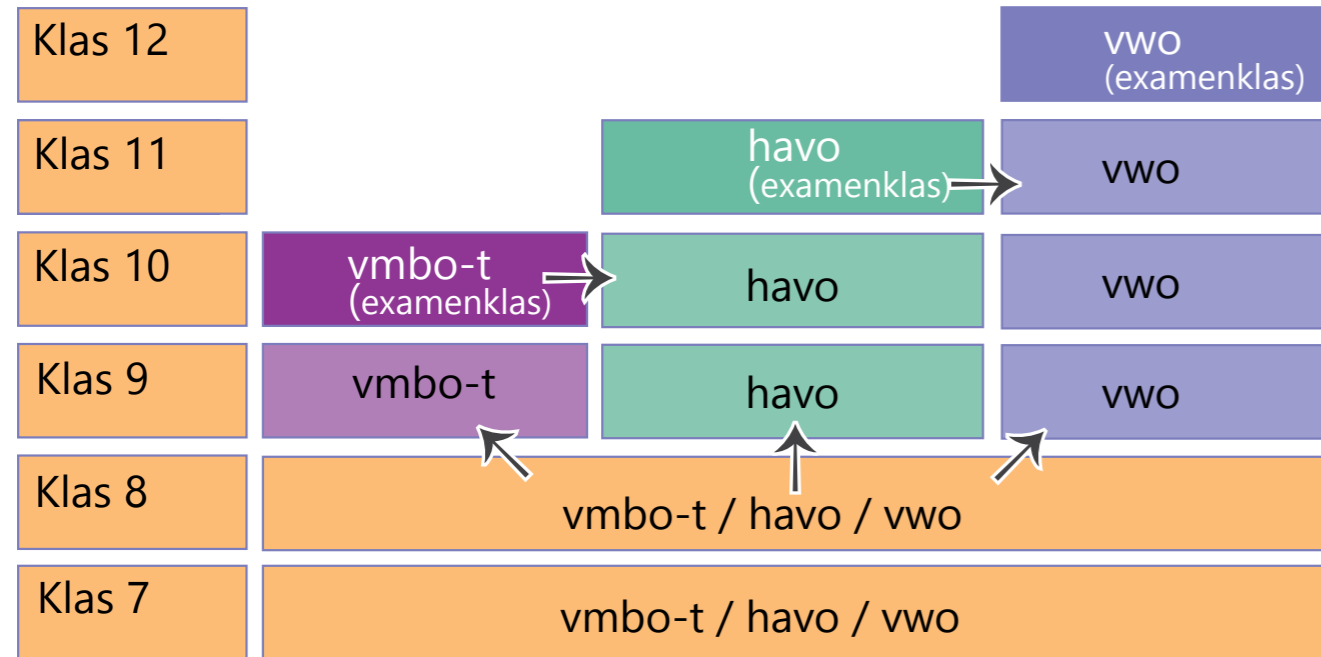 Klas 12
vwo
(examenklas)
Klas 11
havo
(examenklas)
vwo
Klas 10
vmbo-t
(examenklas)
havo
vwo
Klas 9
vmbo-t
havo
vwo
Klas 8
vmbo-t / havo / vwo
Klas 7
vmbo-t / havo / vwo